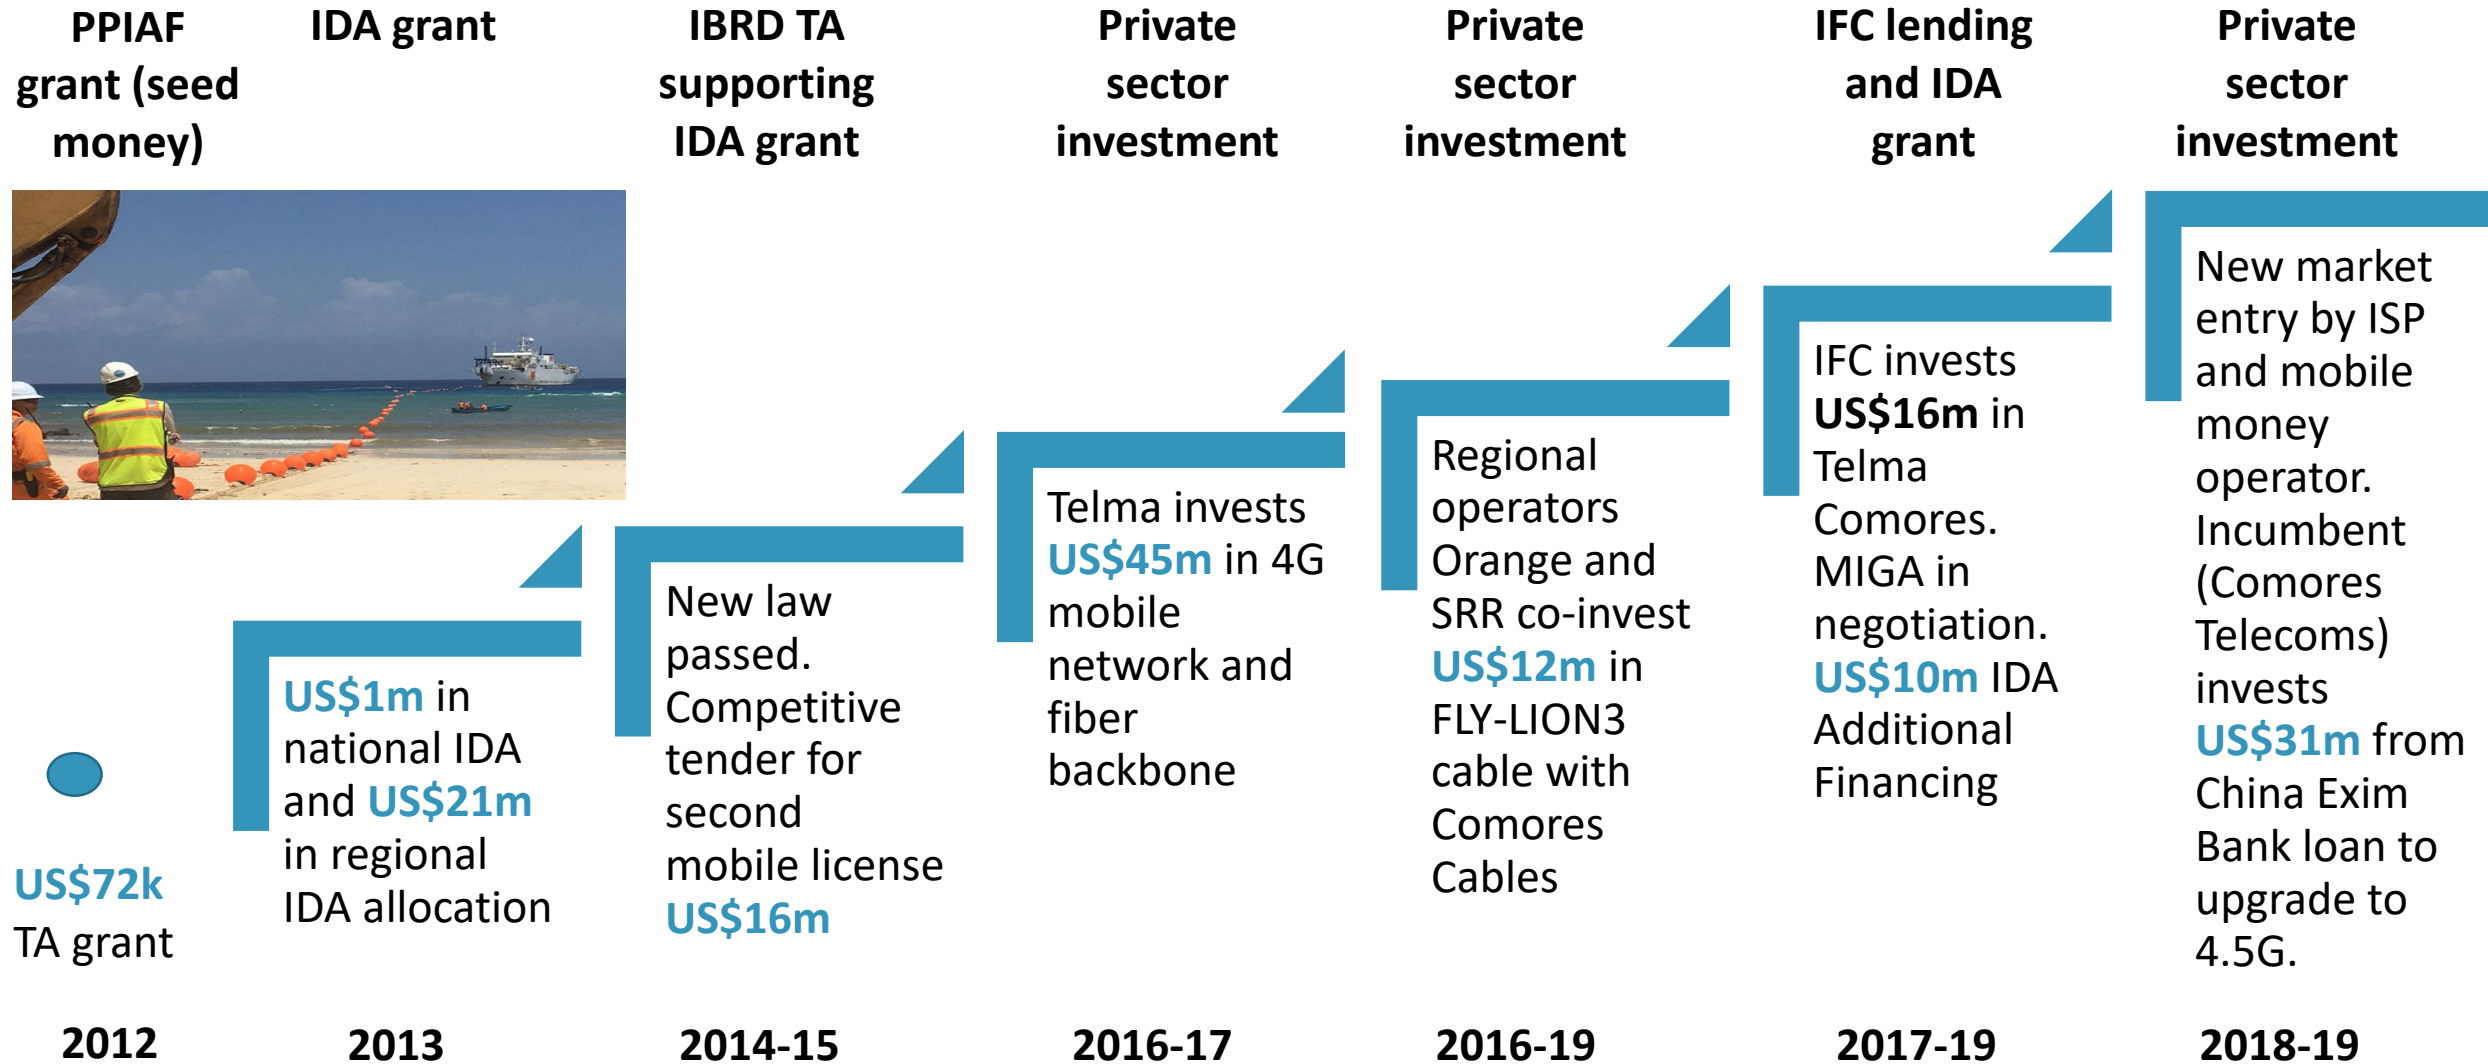 PPIAF
grant (seed
money)
IDA grant
IBRD TA
supporting
IDA grant
Private
sector
investment
Private
sector
investment
IFC lending
and IDA
grant
Private
sector
investment
US$72k
TA grant
US$1m in
national IDA
and US$21m
in regional
IDA allocation
New law
passed.
Competitive
tender for
second
mobile license
US$16m
Telma invests
US$45m in 4G
mobile
network and
fiber
backbone
Regional
operators
Orange and
SRR co-invest
US$12m in
FLY-LION3
cable with
Comores
Cables
IFC invests
US$16m in
Telma
Comores.
MIGA in
negotiation.
US$10m IDA
Additional
Financing
New market
entry by ISP
and mobile
money
operator.
Incumbent
(Comores
Telecoms)
invests
US$31m from
China Exim
Bank loan to
upgrade to
4.5G.
2012
2013
2014-15
2016-17
2016-19
2017-19
2018-19